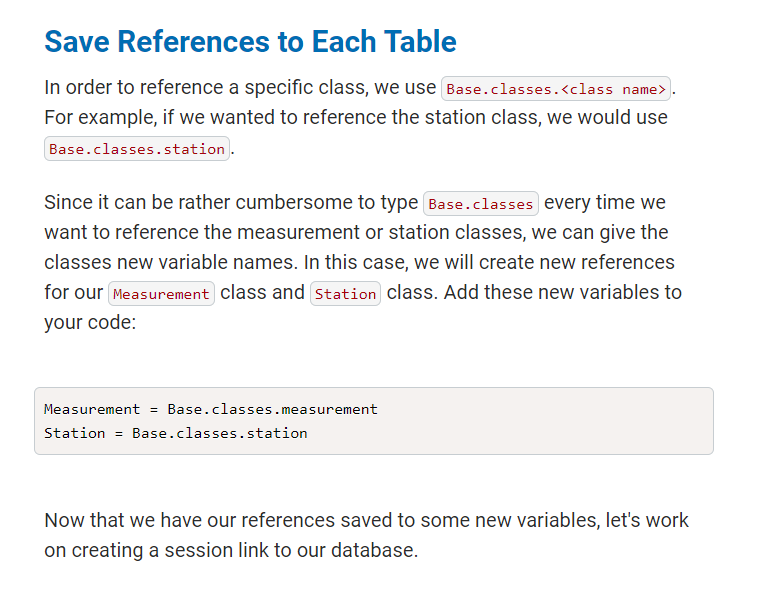 Save References to Each Table
In order to reference a specific class, we use Base.classes.<class name>.
For example, if we wanted to reference the station class, we would use
Base.classes.station.
Since it can be rather cumbersome to type Base.classes every time we
want to reference the measurement or station classes, we can give the
classes new variable names. In this case, we will create new references
for our Measurement class and Station class. Add these new variables to
your code:
Measurement = Base.classes.measurement
Station = Base.classes.station
Now that we have our references saved to some new variables, let's work
on creating a session link to our database.